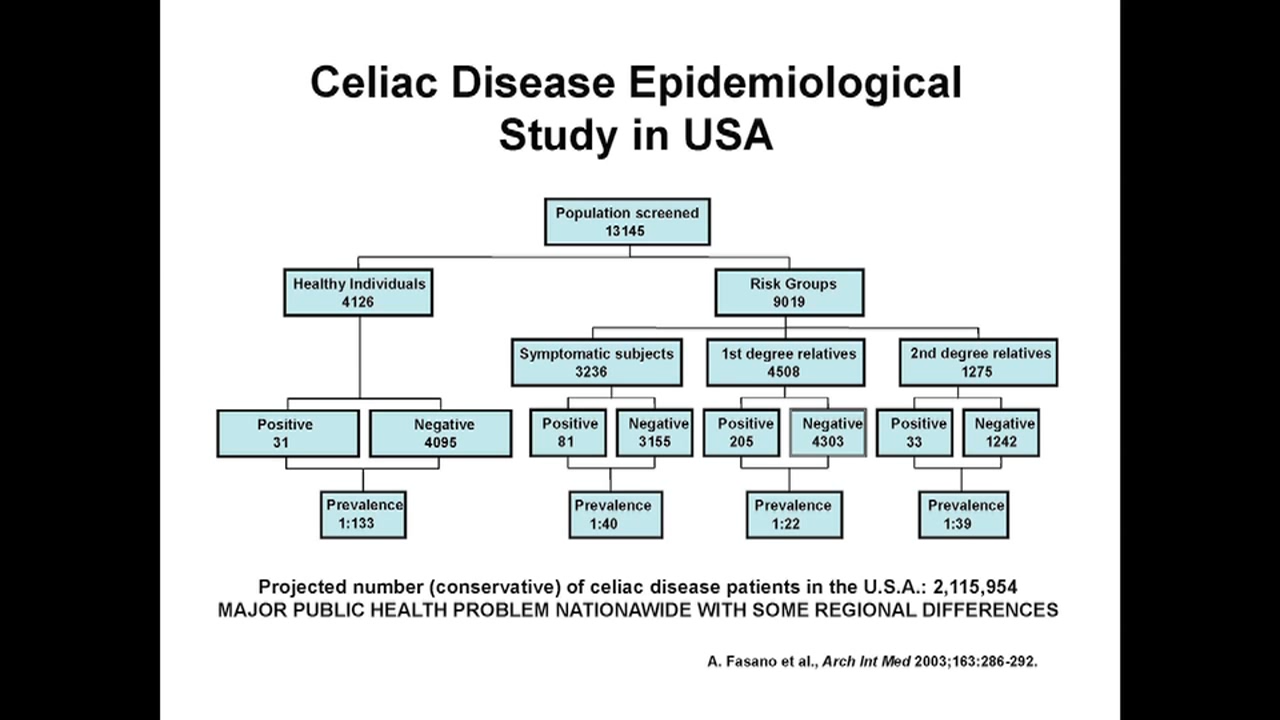 Celiac Disease Epidemiological
Study in USA
Population screened
13145
Healthy Individuals
4126
Risk Groups
9019
Symptomatic subjects
3236
1st degree relatives
4508
2nd degree relatives
1275
Positive
31
Negative
4095
Positive
81
Negative
3155
Positive
205
Negative
4303
Positive
33
Negative
1242
Prevalence
1:133
Prevalence
1:40
Prevalence
1:22
Prevalence
1:39
Projected number (conservative) of celiac disease patients in the U.S.A.: 2,115,954
MAJOR PUBLIC HEALTH PROBLEM NATIONAWIDE WITH SOME REGIONAL DIFFERENCES
A. Fasano et al., Arch Int Med 2003;163:286-292.